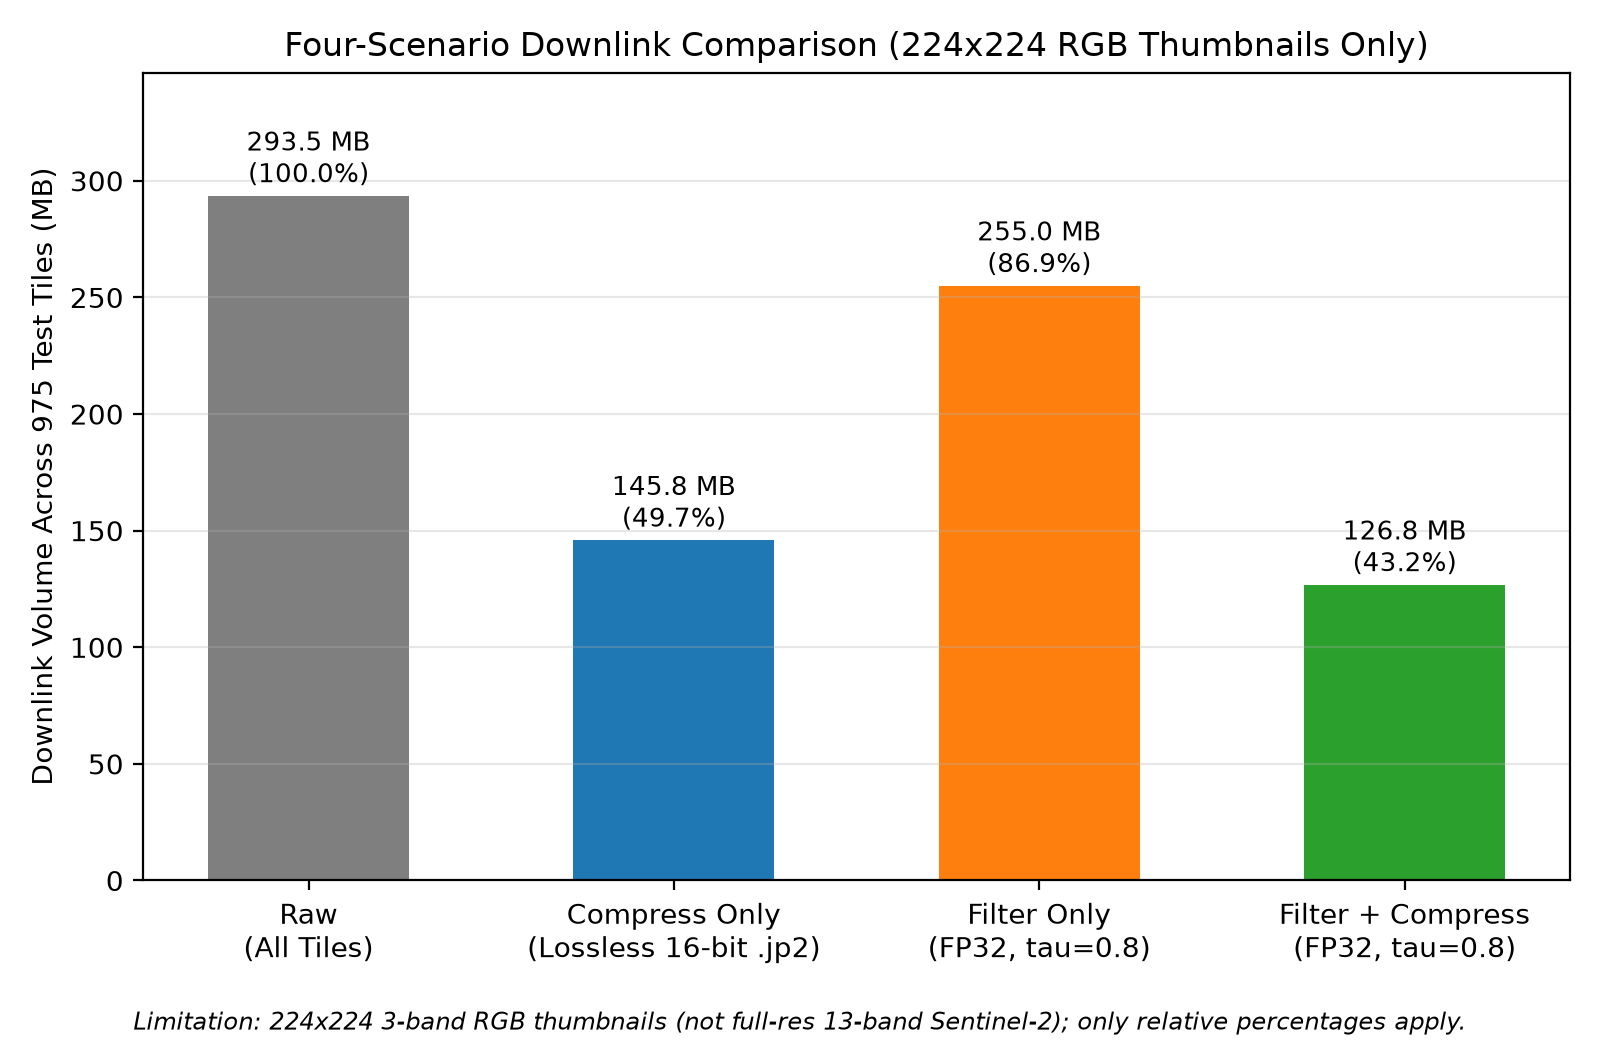 Four-Scenario Downlink Comparison (224x224 RGB Thumbnails Only)
Downlink Volume Across 975 Test Tiles (MB)
300
250
200
150
100
50
0
293.5 MB
(100.0%)
145.8 MB
(49.7%)
255.0 MB
(86.9%)
126.8 MB
(43.2%)
Raw
(All Tiles)
Compress Only
(Lossless 16-bit .jp2)
Filter Only
(FP32, tau=0.8)
Filter + Compress
(FP32, tau=0.8)
Limitation: 224x224 3-band RGB thumbnails (not full-res 13-band Sentinel-2); only relative percentages apply.